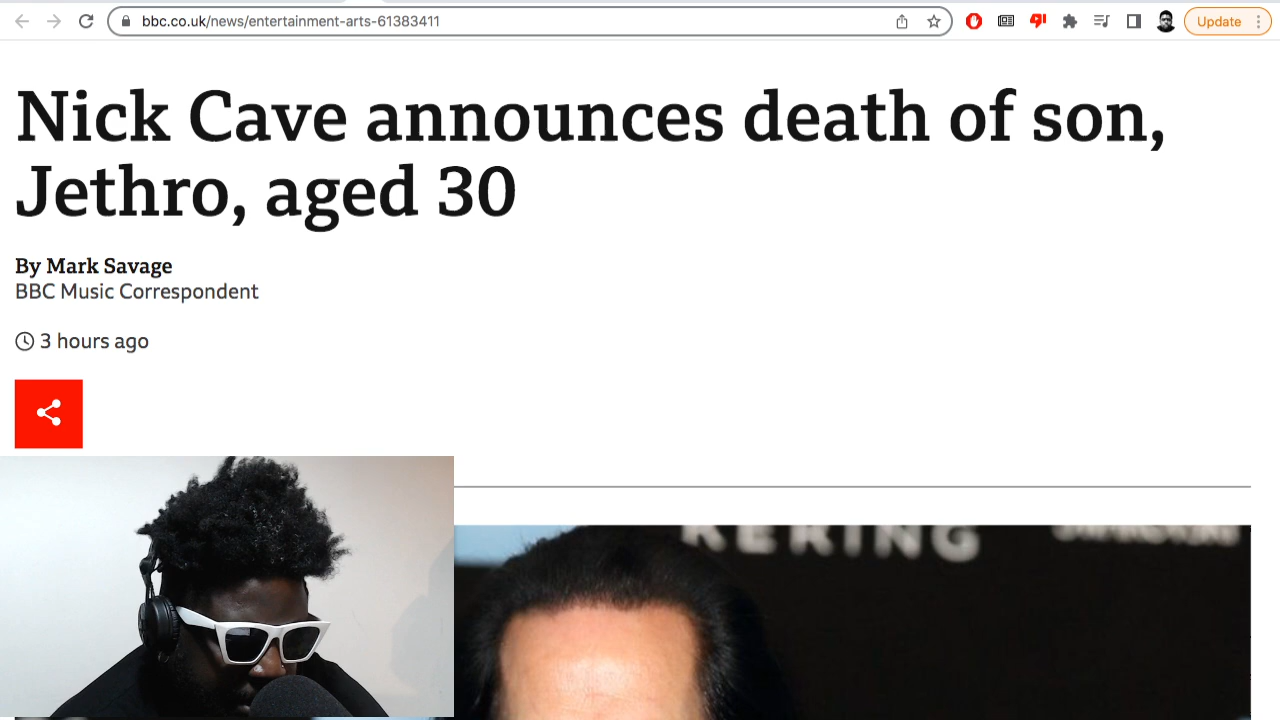 bbc.co.uk/news/entertainment-arts-61383411
Update
Nick Cave announces death of son,
Jethro, aged 30
By Mark Savage
BBC Music Correspondent
3 hours ago
KERING